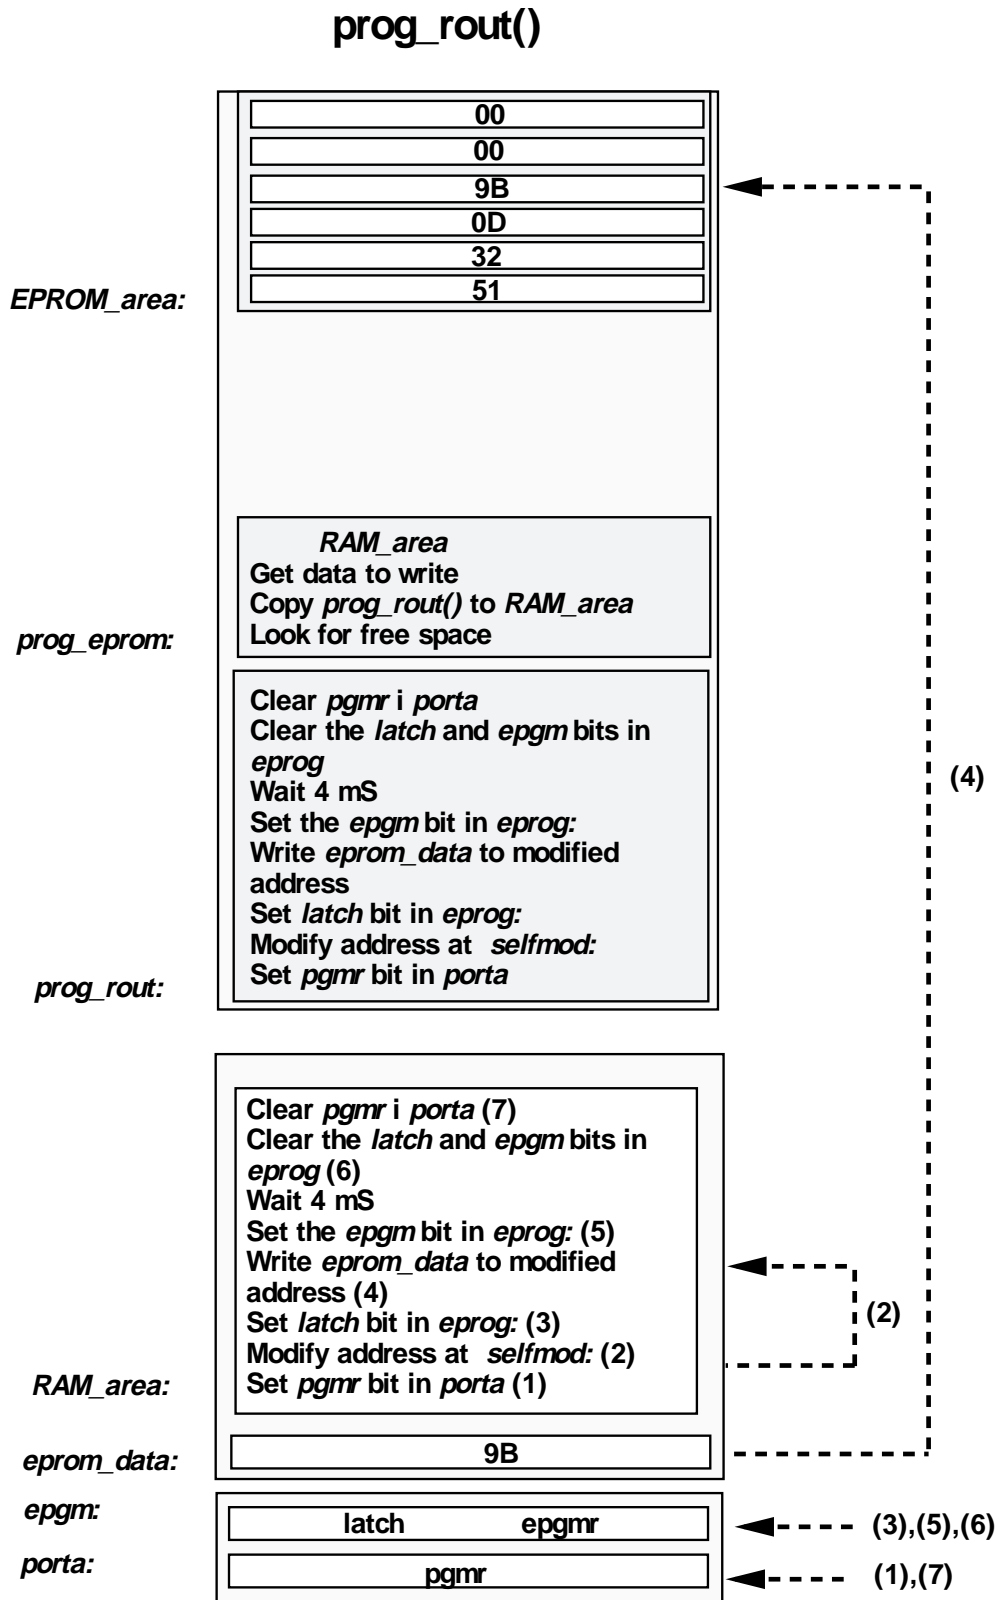 prog_rout()
00
00
9B
0D
32
51
EPROM_area:
RAM_area
Get data to write
Copy prog_rout() to RAM_area
Look for free space
prog_eprom:
Clear pgmr i porta
Clear the latch and epgm bits in
eprog
Wait 4 mS
Set the epgm bit in eprog:
Write eprom_data to modified
address
Set latch bit in eprog:
Modify address at selfmod:
Set pgmr bit in porta
prog_rout:
(4)
Clear pgmr i porta (7)
Clear the latch and epgm bits in
eprog (6)
Wait 4 mS
Set the epgm bit in eprog: (5)
Write eprom_data to modified
address (4)
Set latch bit in eprog: (3)
Modify address at selfmod: (2)
Set pgmr bit in porta (1)
(2)
RAM_area:
eprom_data:
9B
epgm:
latch epgmr
(3),(5),(6)
porta:
pgmr
(1),(7)